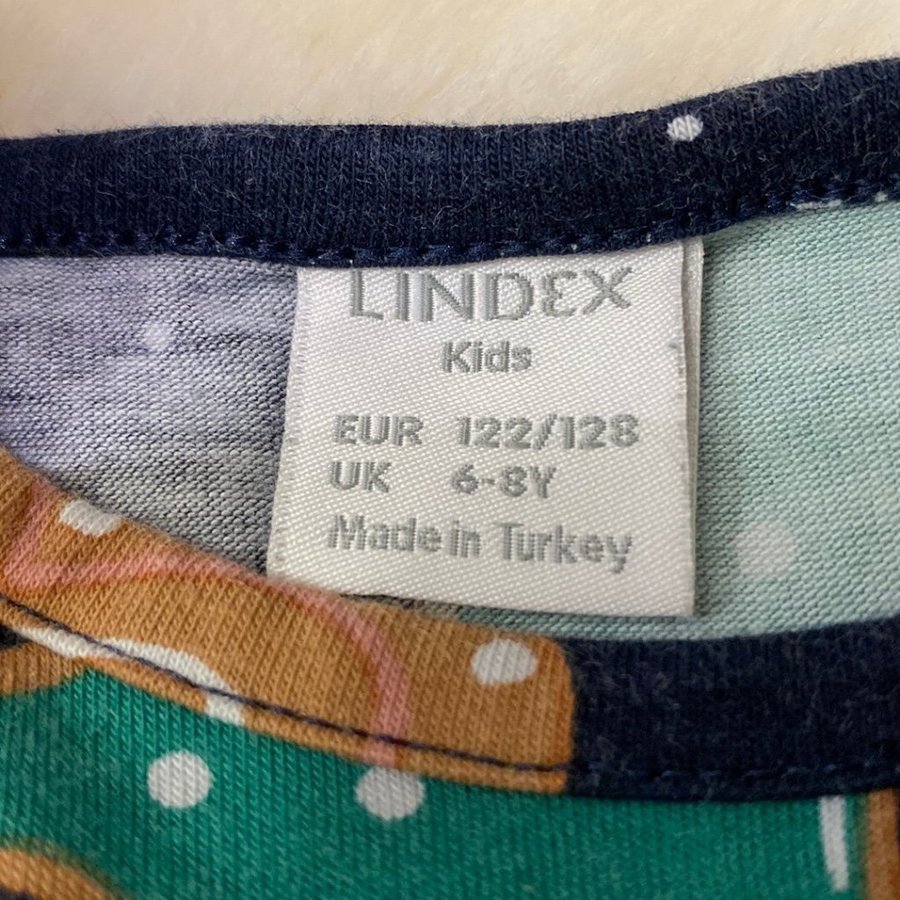 LINDEX
Kids
EUR 122/128
UK 6-8Y
Made in Turkey